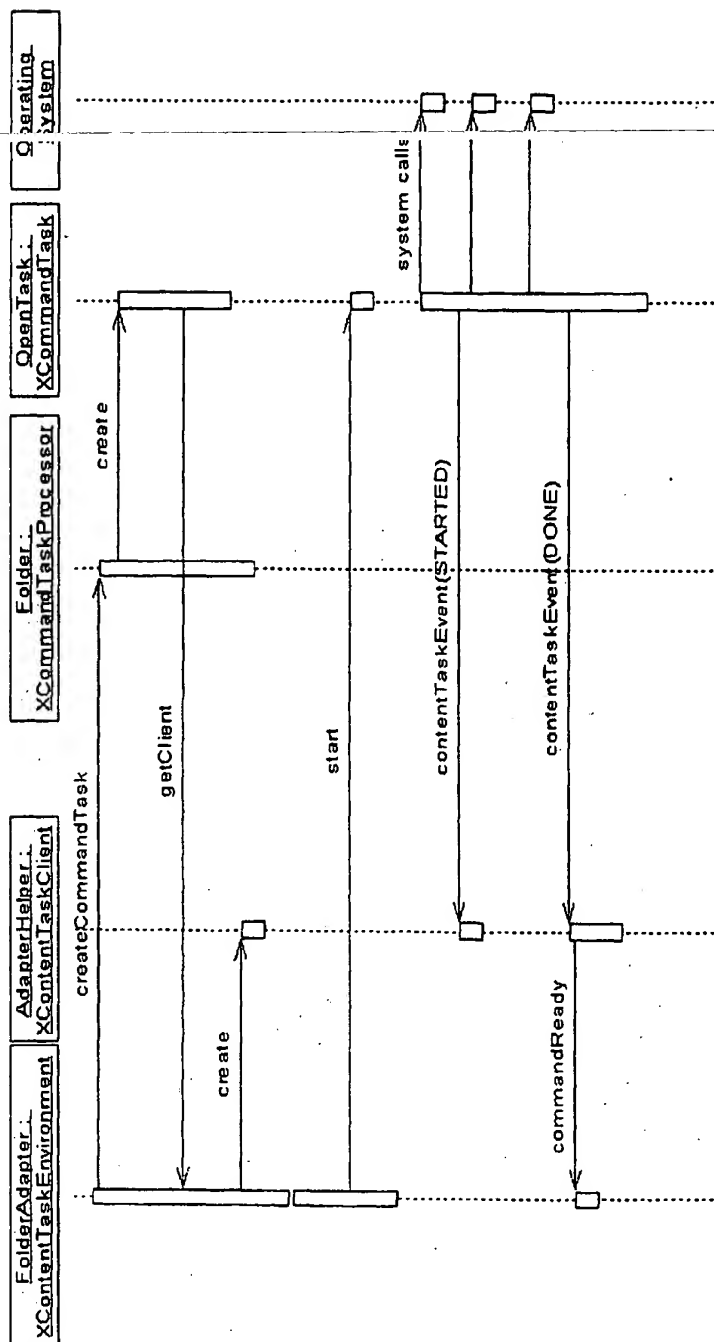 FolderAdapter :
XContentTaskEnvironment
AdapterHelper :
XContentTaskClient
Folder :
XCommandTaskProcessor
OpenTask :
XCommandTask
Operating
System
createCommandTask
create
getClient
create
start
system calls
contentTaskEvent(STARTED)
contentTaskEvent(DONE)
commandReady